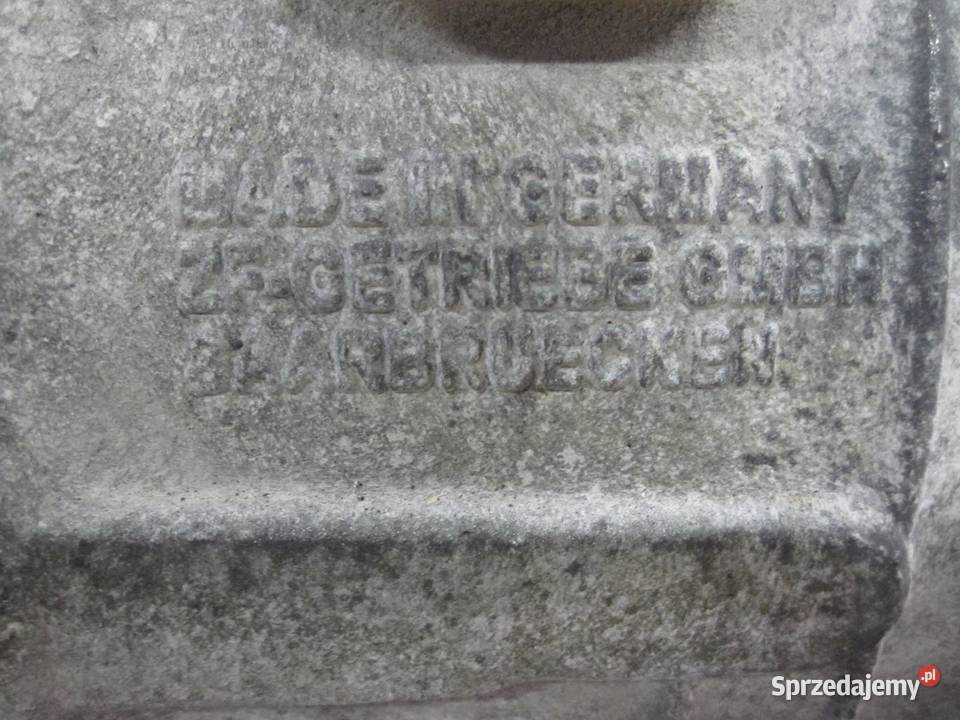 MADE IN GERMANY
ZF-GETRIEBE GMBH
SAARBRUECKEN
Sprzedajemy.pl